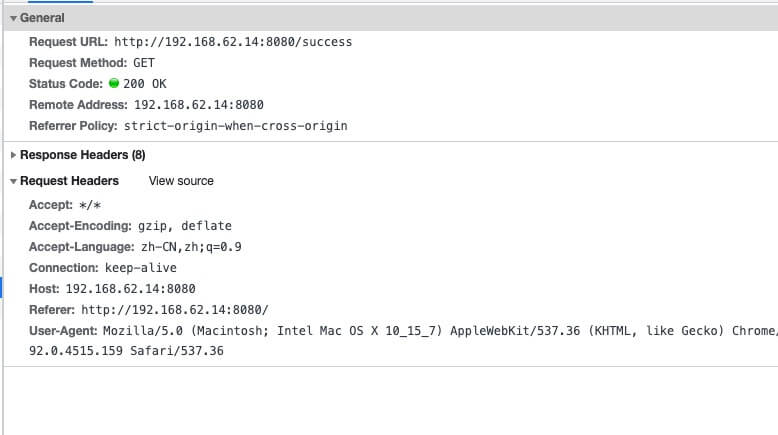 General
Request URL: http://192.168.62.14:8080/success
Request Method: GET
Status Code: 200 OK
Remote Address: 192.168.62.14:8080
Referrer Policy: strict-origin-when-cross-origin
Response Headers (8)
Request Headers View source
Accept: */*
Accept-Encoding: gzip, deflate
Accept-Language: zh-CN,zh;q=0.9
Connection: keep-alive
Host: 192.168.62.14:8080
Referer: http://192.168.62.14:8080/
User-Agent: Mozilla/5.0 (Macintosh; Intel Mac OS X 10_15_7) AppleWebKit/537.36 (KHTML, like Gecko) Chrome/
92.0.4515.159 Safari/537.36